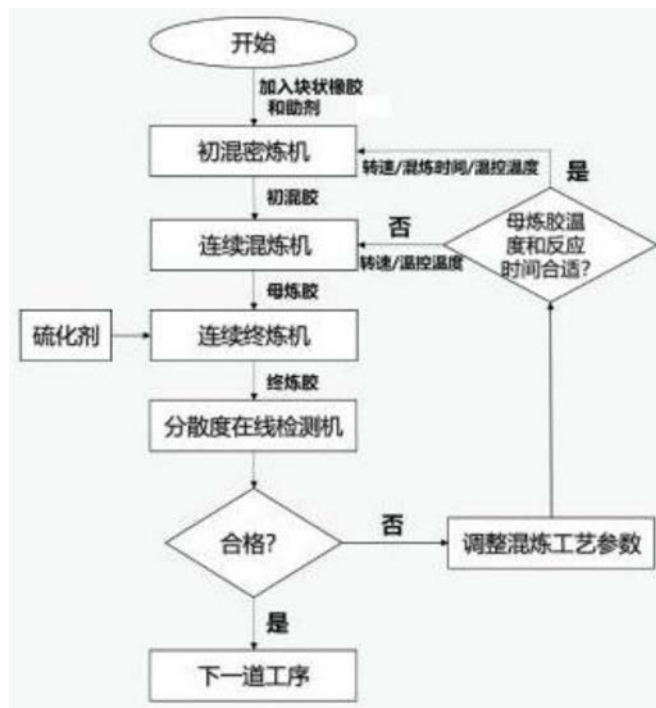 开始
加入块状橡胶
和助剂
初混密炼机
转速/混炼时间/温控温度
是
初混胶
否
母炼胶温
度和反应
时间合适?
连续混炼机
转速/温控温度
母炼胶
硫化剂
连续终炼机
终炼胶
分散度在线检测机
合格?
否
调整混炼工艺参数
是
下一道工序